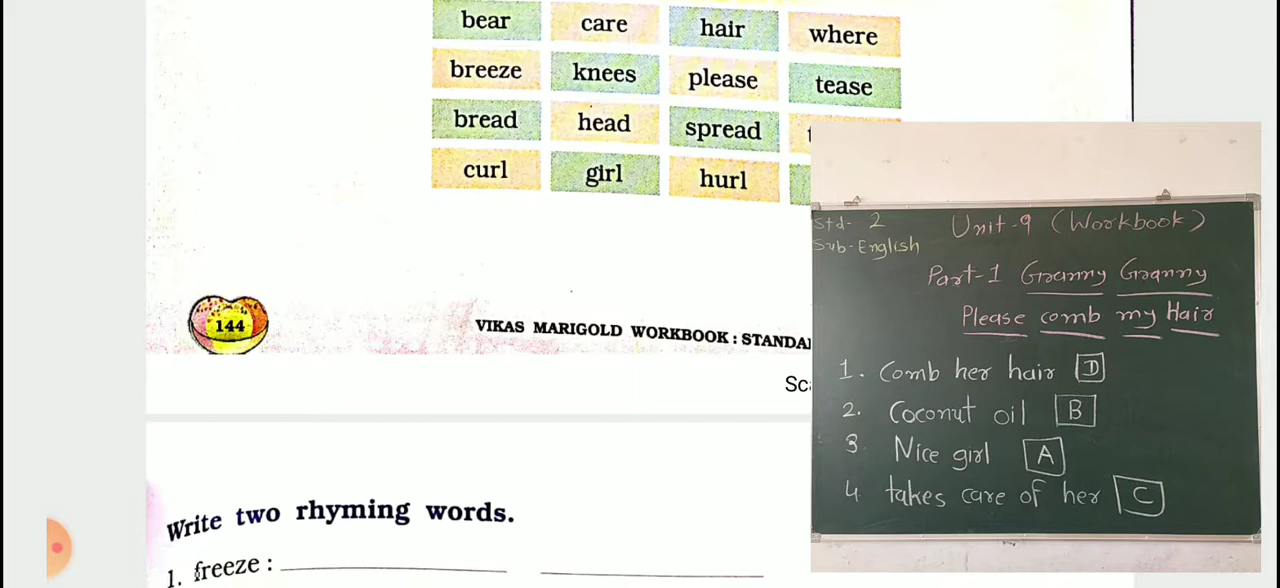 bear care hair where
breeze knees please tease
bread head spread
curl girl hurl
144
VIKAS MARIGOLD WORKBOOK : STANDA
Sc
Write two rhyming words.
1. freeze :
Std- 2 Unit-9 (Workbook)
Sub-English
Part-1 Granny Granny
Please comb my Hair
1. Comb her hair D
2. Coconut oil B
3 Nice girl A
4 takes care of her C